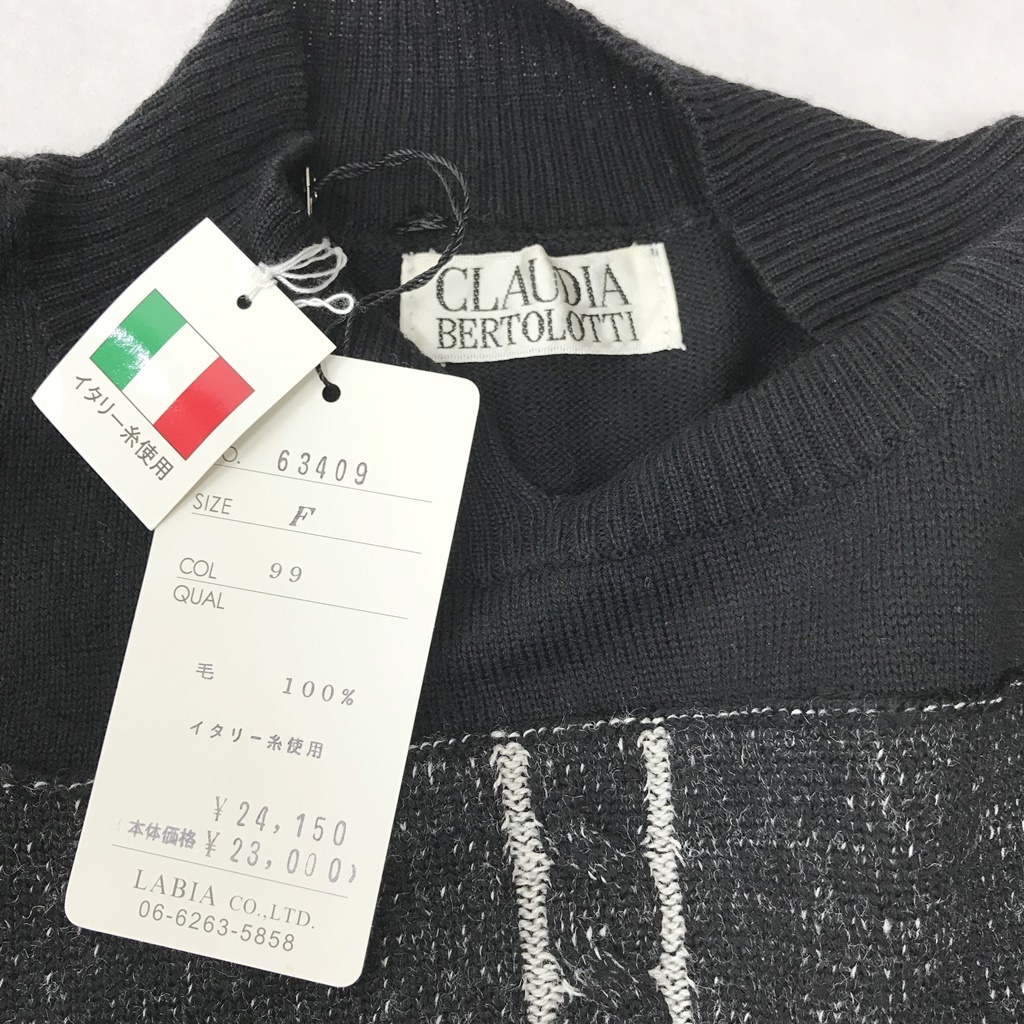 CLAUDIA
BERTOLOTTI
イタリー糸使用
O. 63409
SIZE F
COL 99
QUAL
毛 100%
イタリー糸使用
¥24,150
(本体価格 ¥23,000)
LABIA CO.,LTD.
06-6263-5858